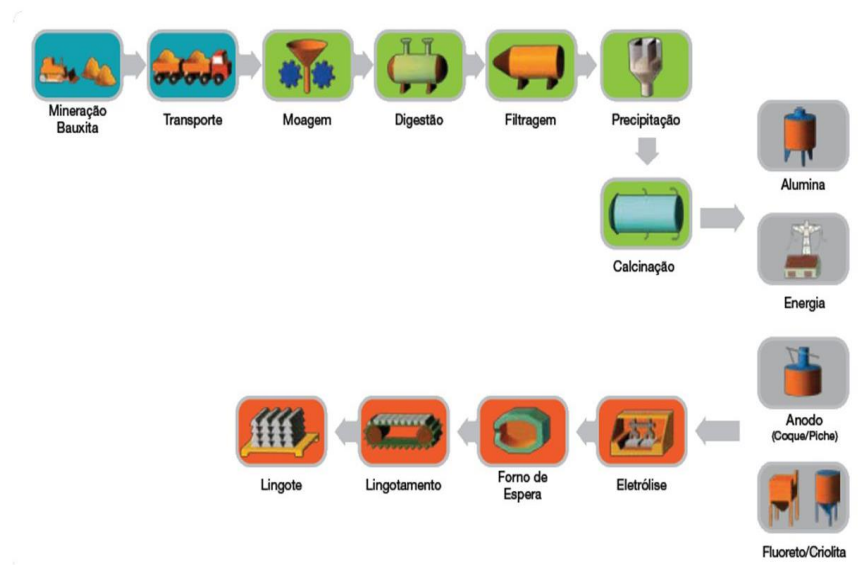 Mineração
Bauxita
Transporte
Moagem
Digestão
Filtragem
Precipitação
Calcinação
Alumina
Energia
Anodo
(Coque/Piche)
Fluoreto/Criolita
Eletrólise
Forno de
Espera
Lingotamento
Lingote